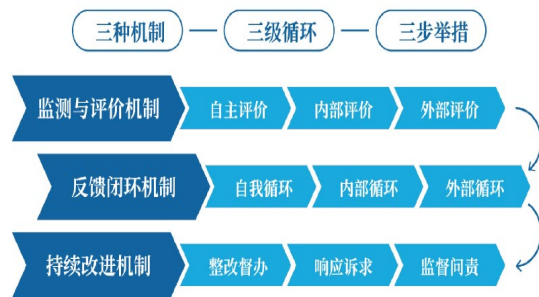 三种机制 三级循环 三步举措
监测与评价机制 自主评价 内部评价 外部评价
反馈闭环机制 自我循环 内部循环 外部循环
持续改进机制 整改督办 响应诉求 监督问责